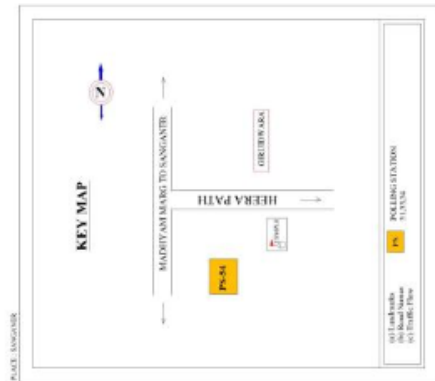 PLACE : SANGANER
KEY MAP
N
MADHYAM MARG TO SANGANER
HEERA PATH
GURUDWARA
TEMPLE
PS-54
(a) Landmarks
(b) Road Names
(c) Traffic Flow
PS
POLLING STATION